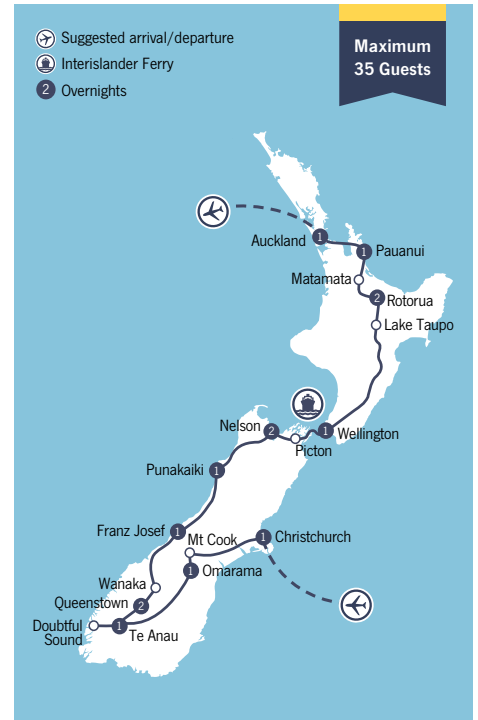 Suggested arrival/departure
Interislander Ferry
2 Overnights
Maximum
35 Guests
Auckland 1
1 Pauanui
Matamata
2 Rotorua
Lake Taupo
Nelson 2
1 Wellington
Picton
Punakaiki 1
Franz Josef 1
Mt Cook
1 Christchurch
1 Omarama
Wanaka
Queenstown 2
Doubtful
Sound
1 Te Anau